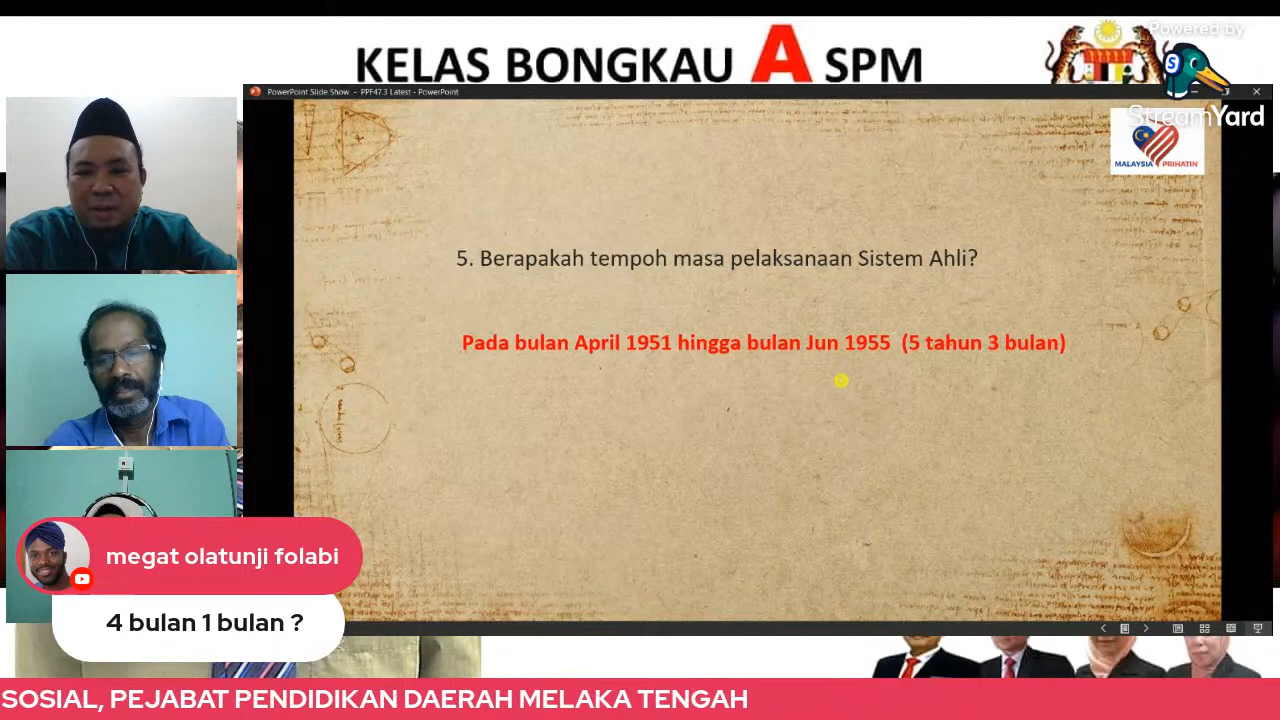 KELAS BONGKAU A SPM
Powered by
StreamYard
PowerPoint Slide Show - PPF47.3 Latest - PowerPoint
MALAYSIA PRIHATIN
5. Berapakah tempoh masa pelaksanaan Sistem Ahli?
Pada bulan April 1951 hingga bulan Jun 1955 (5 tahun 3 bulan)
megat olatunji folabi
4 bulan 1 bulan ?
SOSIAL, PEJABAT PENDIDIKAN DAERAH MELAKA TENGAH